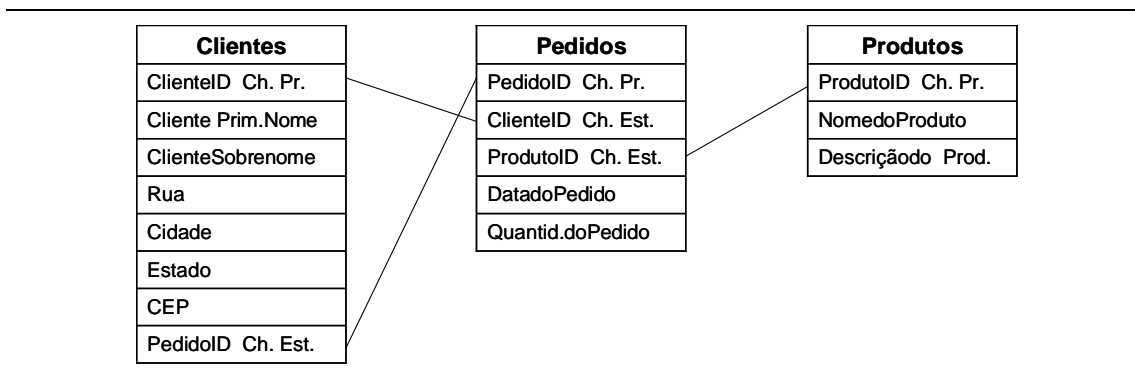 Clientes
ClienteID Ch. Pr.
Cliente Prim.Nome
ClienteSobrenome
Rua
Cidade
Estado
CEP
PedidoID Ch. Est.
Pedidos
PedidoID Ch. Pr.
ClienteID Ch. Est.
ProdutoID Ch. Est.
DatadoPedido
Quantid.doPedido
Produtos
ProdutoID Ch. Pr.
NomedoProduto
Descriçãodo Prod.